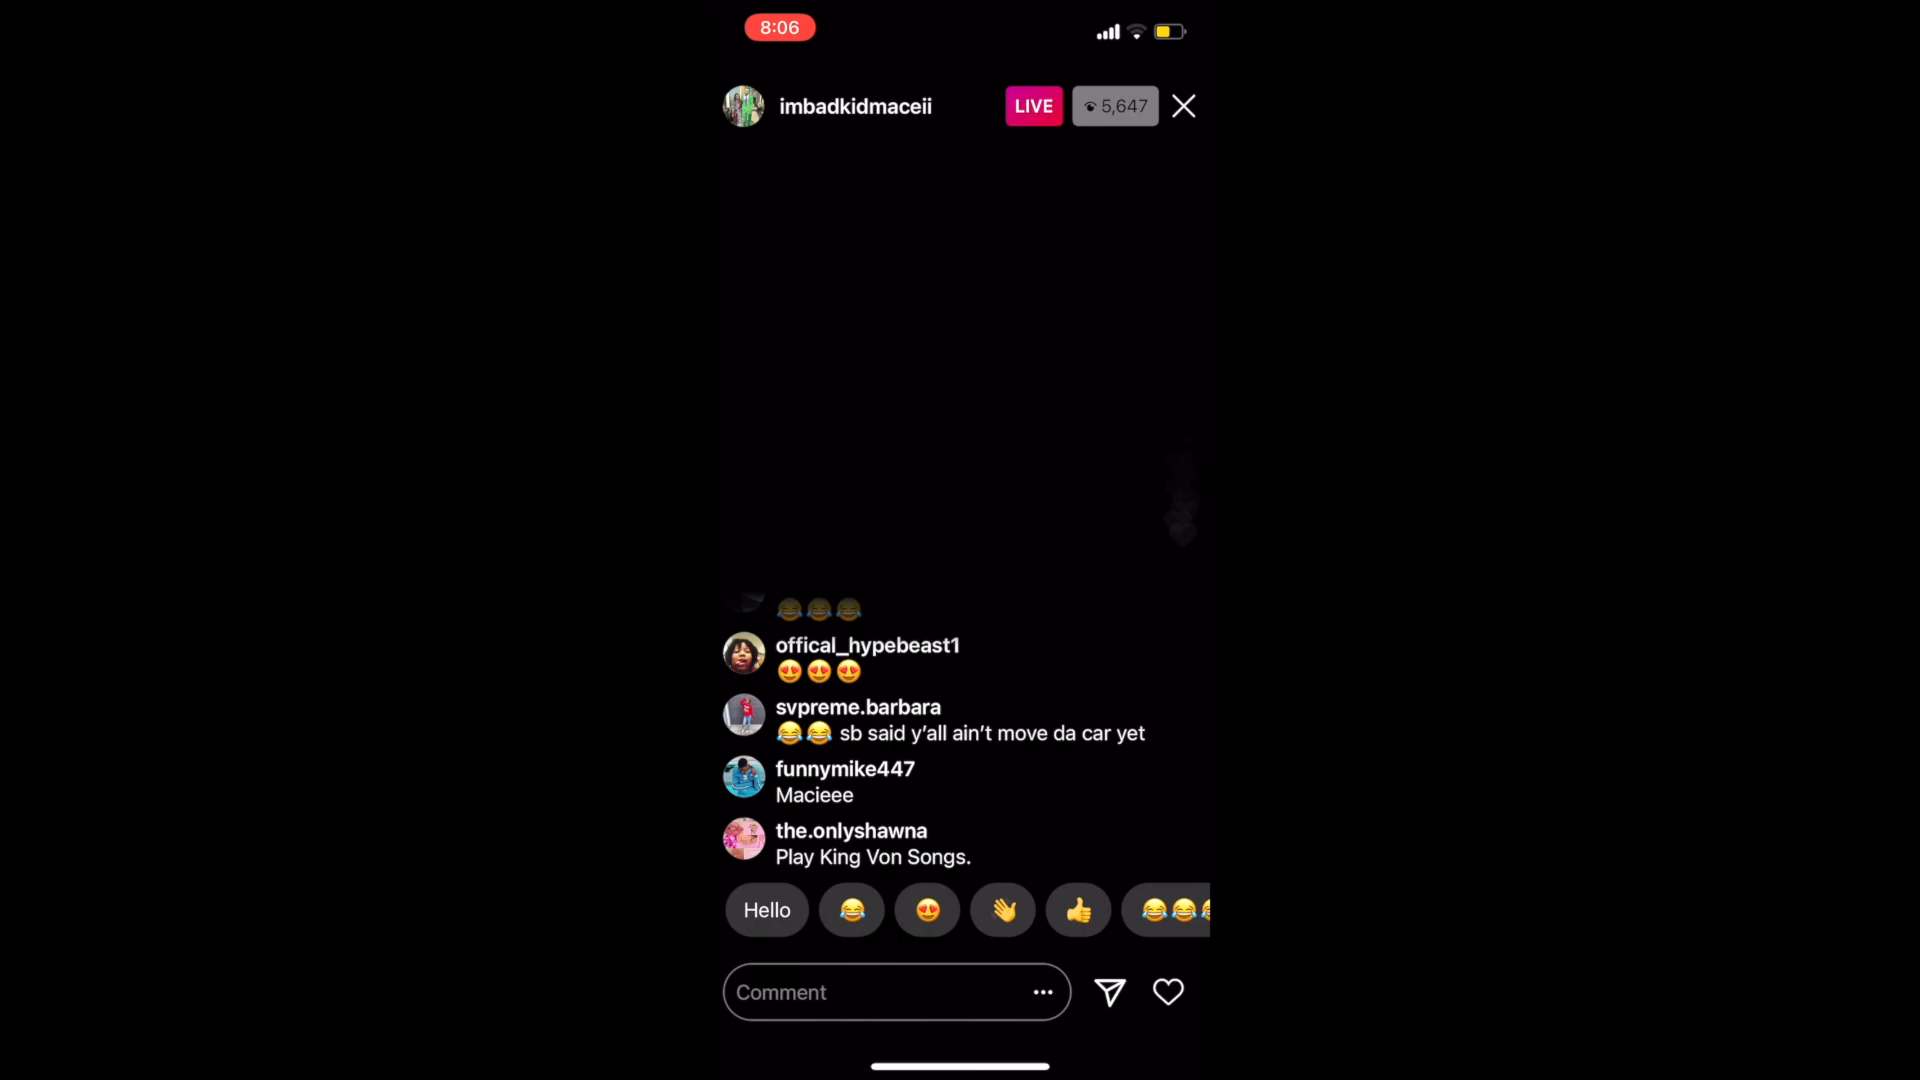 8:06
imbadkidmaceii LIVE 5,647
😂😂😂
offical_hypebeast1
😍😍😍
svpreme.barbara
😂😂 sb said y'all ain't move da car yet
funnymike447
Macieee
the.onlyshawna
Play King Von Songs.
Hello 😂 😍 👋 👍 😂😂
Comment